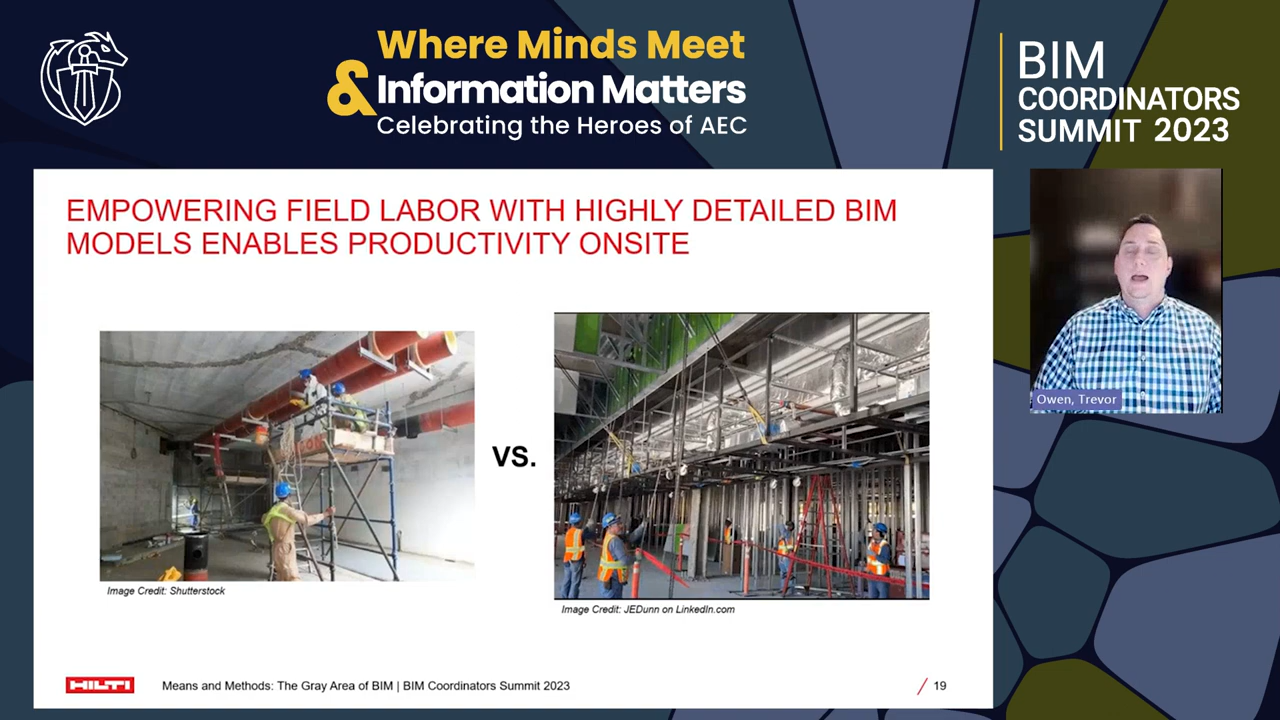 Where Minds Meet
& Information Matters
Celebrating the Heroes of AEC
BIM
COORDINATORS
SUMMIT 2023
EMPOWERING FIELD LABOR WITH HIGHLY DETAILED BIM
MODELS ENABLES PRODUCTIVITY ONSITE
VS.
Image Credit: Shutterstock
Image Credit: JEDunn on LinkedIn.com
Owen, Trevor
HILTI
Means and Methods: The Gray Area of BIM | BIM Coordinators Summit 2023
/ 19